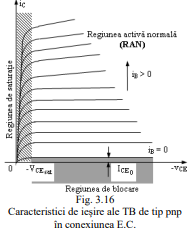 iC
Regiunea activă normală
(RAN)
Regiunea de saturație
iB > 0
iB = 0
0
-VCEsat
ICE0
-vCE
Regiunea de blocare
Fig. 3.16
Caracteristici de ieșire ale TB de tip pnp
în conexiunea E.C.